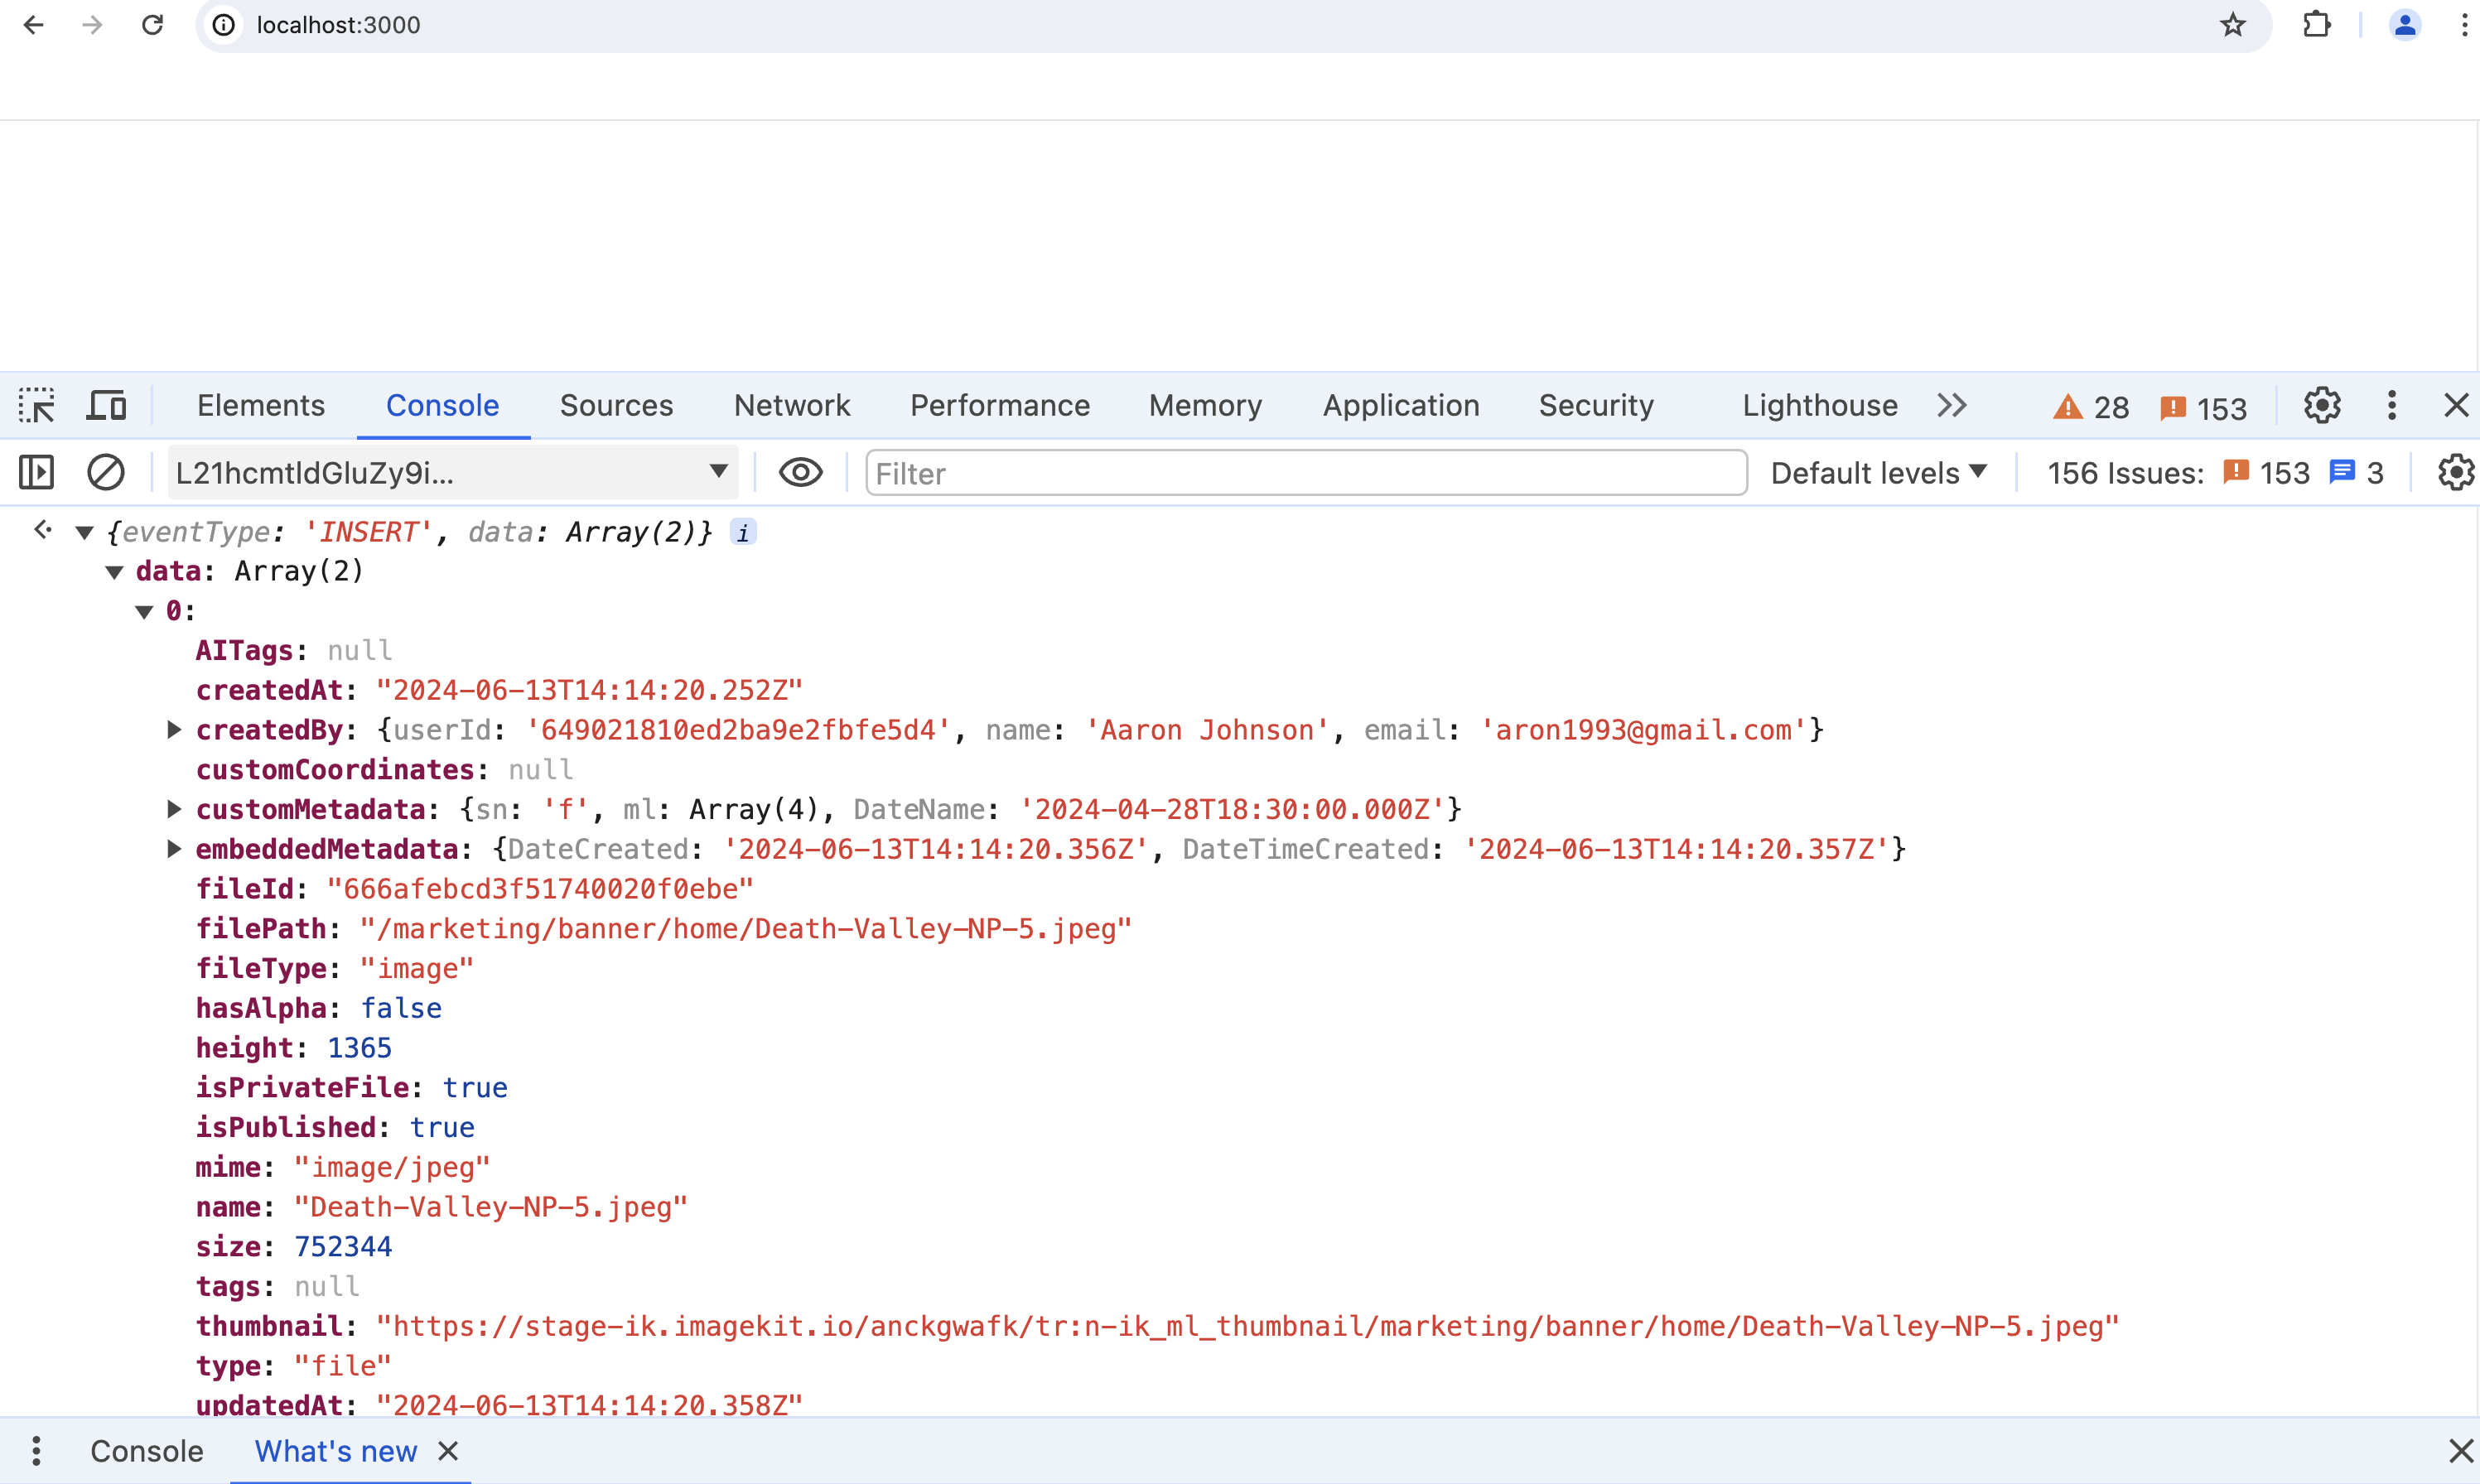 localhost:3000
Elements Console Sources Network Performance Memory Application Security Lighthouse 28 153
L21hcmtldGluZy9i... Filter Default levels 156 Issues: 153 3
{eventType: 'INSERT', data: Array(2)} i
data: Array(2)
0:
AITags: null
createdAt: "2024-06-13T14:14:20.252Z"
createdBy: {userId: '649021810ed2ba9e2fbfe5d4', name: 'Aaron Johnson', email: 'aron1993@gmail.com'}
customCoordinates: null
customMetadata: {sn: 'f', ml: Array(4), DateName: '2024-04-28T18:30:00.000Z'}
embeddedMetadata: {DateCreated: '2024-06-13T14:14:20.356Z', DateTimeCreated: '2024-06-13T14:14:20.357Z'}
fileId: "666afebcd3f51740020f0ebe"
filePath: "/marketing/banner/home/Death-Valley-NP-5.jpeg"
fileType: "image"
hasAlpha: false
height: 1365
isPrivateFile: true
isPublished: true
mime: "image/jpeg"
name: "Death-Valley-NP-5.jpeg"
size: 752344
tags: null
thumbnail: "https://stage-ik.imagekit.io/anckgwafk/tr:n-ik_ml_thumbnail/marketing/banner/home/Death-Valley-NP-5.jpeg"
type: "file"
updatedAt: "2024-06-13T14:14:20.358Z"
Console What's new